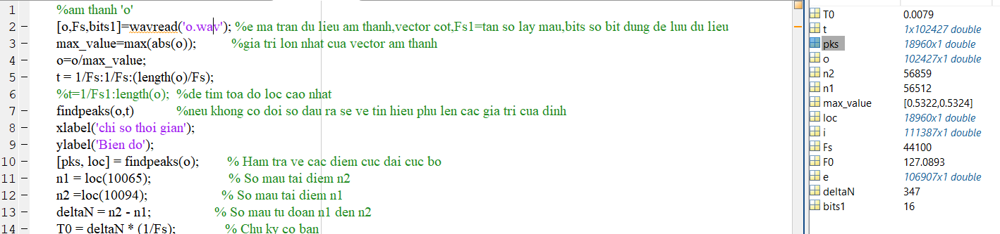 1 %am thanh 'o'
2 − [o,Fs,bits1]=wavread('o.wav'); %e ma tran du lieu am thanh,vector cot,Fs1=tan so lay mau,bits so bit dung de luu du lieu
3 − max_value=max(abs(o)); %gia tri lon nhat cua vector am thanh
4 − o=o/max_value;
5 − t = 1/Fs:1/Fs:(length(o)/Fs);
6 %t=1/Fs1:length(o); %de tim toa do loc cao nhat
7 − findpeaks(o,t) %neu khong co doi so dau ra se ve tin hieu phu len cac gia tri cua dinh
8 − xlabel('chi so thoi gian');
9 − ylabel('Bien do');
10 − [pks, loc] = findpeaks(o); % Ham tra ve cac diem cuc dai cuc bo
11 − n1 = loc(10065); % So mau tai diem n2
12 − n2 =loc(10094); % So mau tai diem n1
13 − deltaN = n2 - n1; % So mau tu doan n1 den n2
14 − T0 = deltaN * (1/Fs); % Chu ky co ban
T0 0.0079
t 1x102427 double
pks 18960x1 double
o 102427x1 double
n2 56859
n1 56512
max_value [0.5322,0.5324]
loc 18960x1 double
i 111387x1 double
Fs 44100
F0 127.0893
e 106907x1 double
deltaN 347
bits1 16